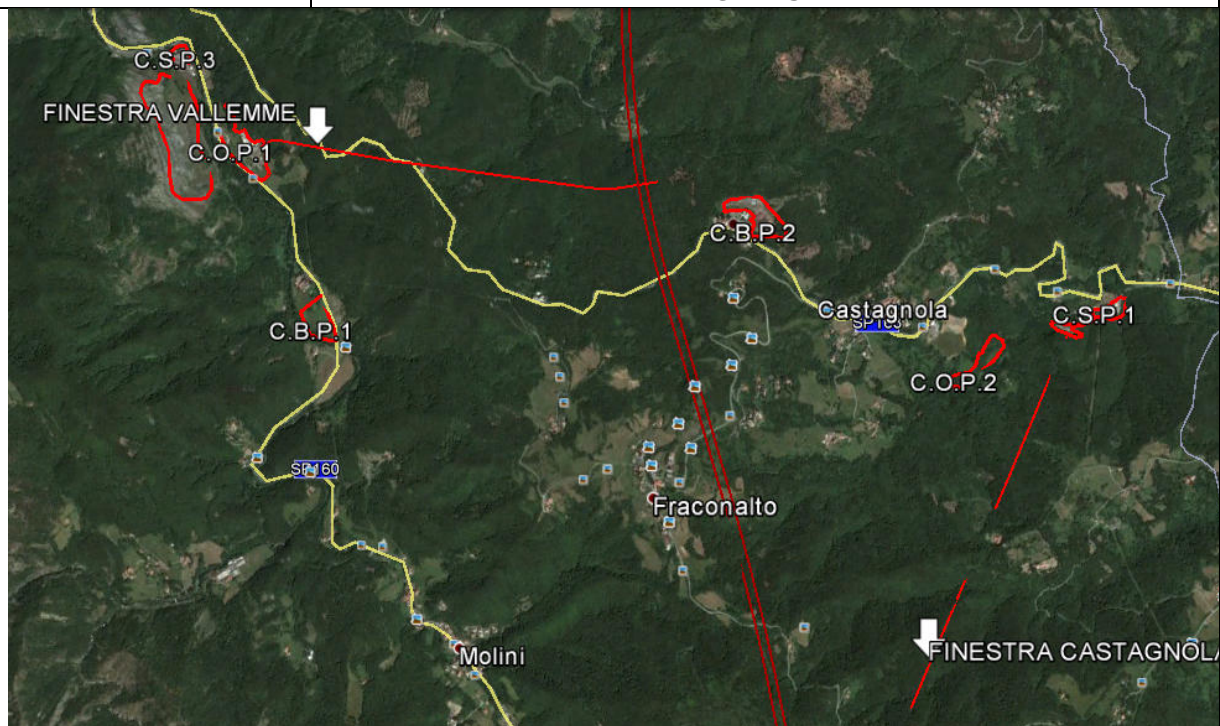 C.S.P.3
FINESTRA VALLEMME
C.O.P.1
C.B.P.2
C.B.P.1
Castagnola
C.S.P.1
C.O.P.2
SP160
Fraconalto
Molini
FINESTRA CASTAGNOLA